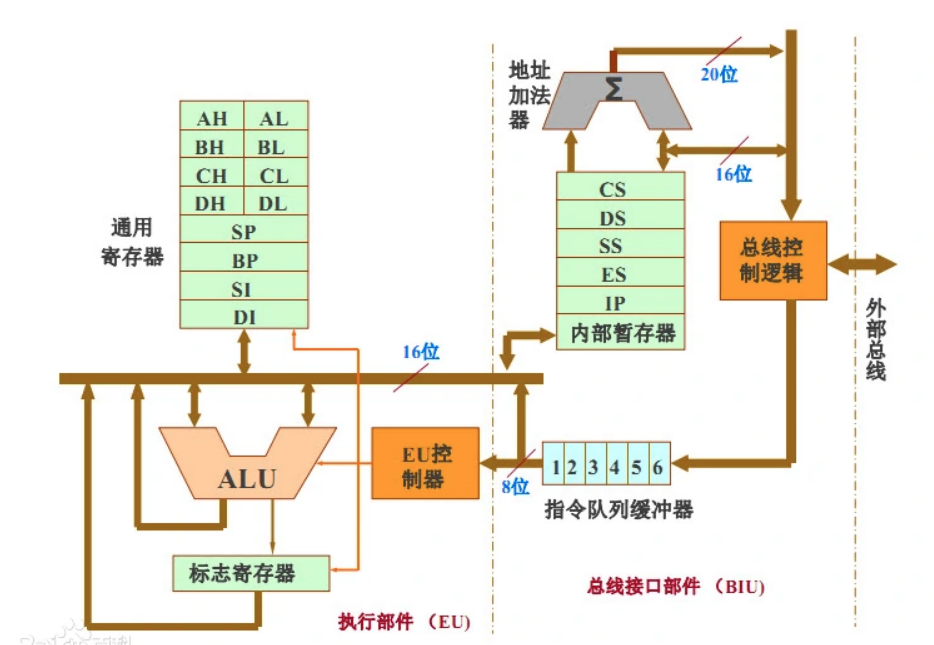 地址
加法
器
Σ
20位
16位
AH AL
BH BL
CH CL
DH DL
SP
BP
SI
DI
通用
寄存器
CS
DS
SS
ES
IP
内部暂存器
总线控
制逻辑
外
部
总
线
16位
ALU
EU控
制器
8位
1 2 3 4 5 6
指令队列缓冲器
标志寄存器
执行部件 （EU)
总线接口部件 （BIU)